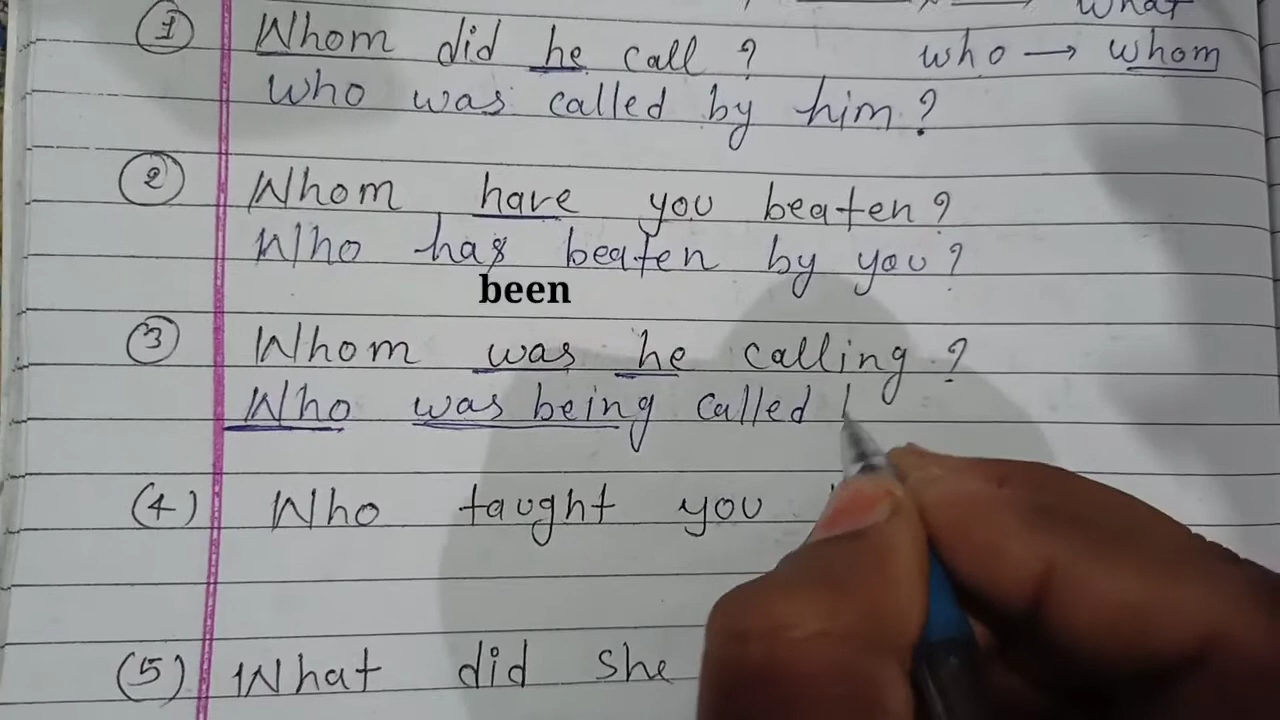 what
① Whom did he call ? who → whom
Who was called by him ?
② Whom have you beaten ?
Who has beaten by you ?
been
③ Whom was he calling ?
Who was being called
(4) Who taught you
(5) What did she